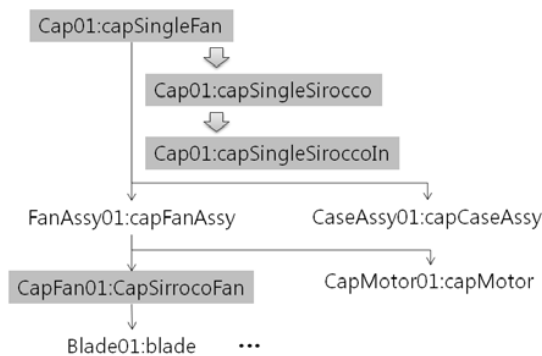 Cap01:capSingleFan
Cap01:capSingleSirocco
Cap01:capSingleSiroccoIn
FanAssy01:capFanAssy
CaseAssy01:capCaseAssy
CapFan01:CapSirrocoFan
CapMotor01:capMotor
Blade01:blade
...